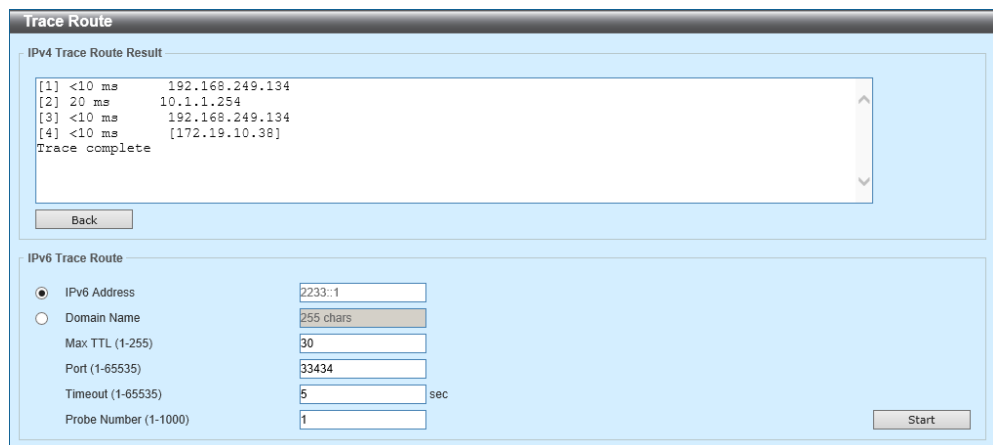 Trace Route
IPv4 Trace Route Result
[1] <10 ms 192.168.249.134
[2] 20 ms 10.1.1.254
[3] <10 ms 192.168.249.134
[4] <10 ms [172.19.10.38]
Trace complete
Back
IPv6 Trace Route
IPv6 Address 2233::1
Domain Name 255 chars
Max TTL (1-255) 30
Port (1-65535) 33434
Timeout (1-65535) 5 sec
Probe Number (1-1000) 1 Start